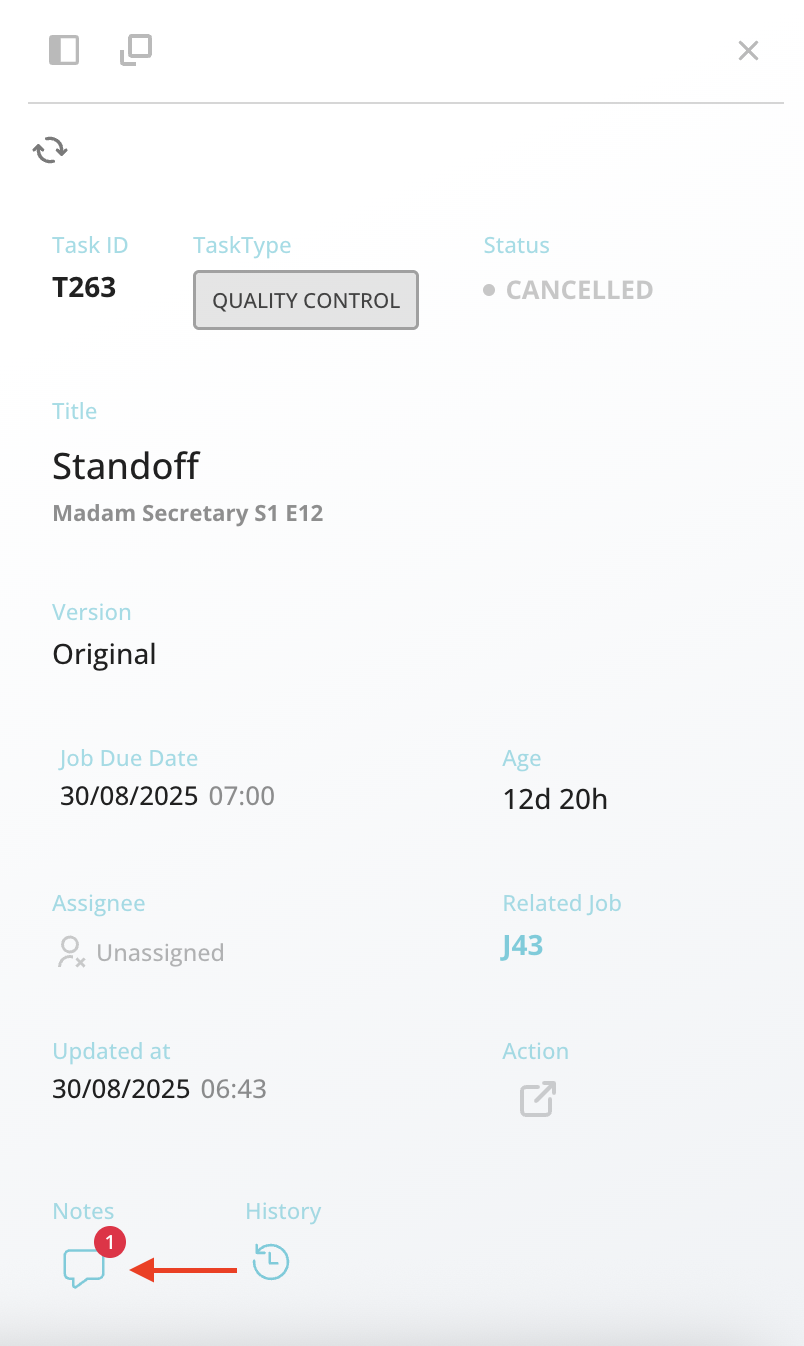 Task ID TaskType Status
T263 QUALITY CONTROL CANCELLED
Title
Standoff
Madam Secretary S1 E12
Version
Original
Job Due Date Age
30/08/2025 07:00 12d 20h
Assignee Related Job
Unassigned J43
Updated at Action
30/08/2025 06:43
Notes History
1